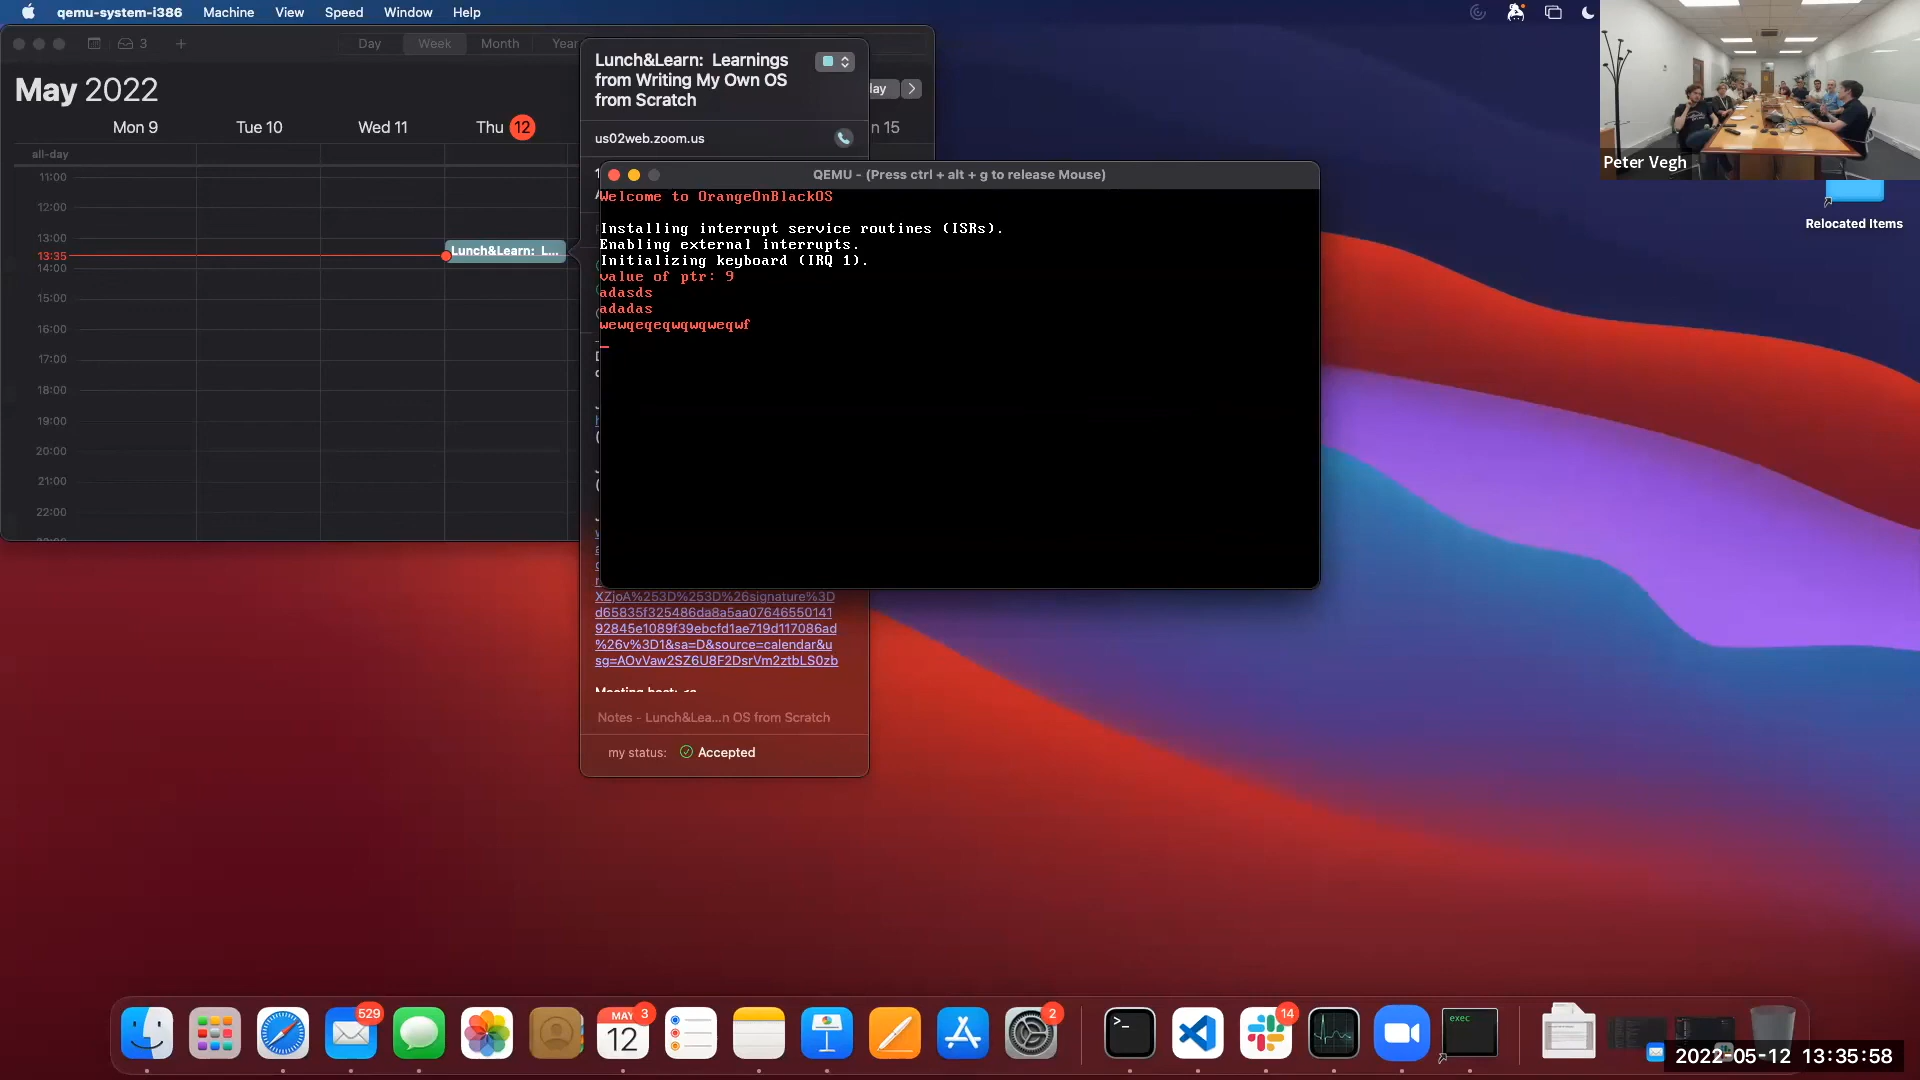 qemu-system-i386 Machine View Speed Window Help
3 + Day Week Month Year
May 2022
Mon 9 Tue 10 Wed 11 Thu 12
all-day
11:00
12:00
13:00
13:35
14:00
15:00
16:00
17:00
18:00
19:00
20:00
21:00
22:00
Lunch&Learn: L...
Lunch&Learn: Learnings
from Writing My Own OS
from Scratch
us02web.zoom.us
QEMU - (Press ctrl + alt + g to release Mouse)
Welcome to OrangeOnBlackOS
Installing interrupt service routines (ISRs).
Enabling external interrupts.
Initializing keyboard (IRQ 1).
value of ptr: 9
adasds
adadas
wewqeqeqwqwqweqwf
_
XZjoA%253D%253D%26signature%3D
d65835f325486da8a5aa07646550141
92845e1089f39ebcfd1ae719d117086ad
%26v%3D1&sa=D&source=calendar&u
sg=AOvVaw2SZ6U8F2DsrVm2ztbLS0zb
Notes - Lunch&Lea...n OS from Scratch
my status: Accepted
Peter Vegh
Relocated Items
529
MAY 3
12
2
>_
14
exec
2022-05-12 13:35:58